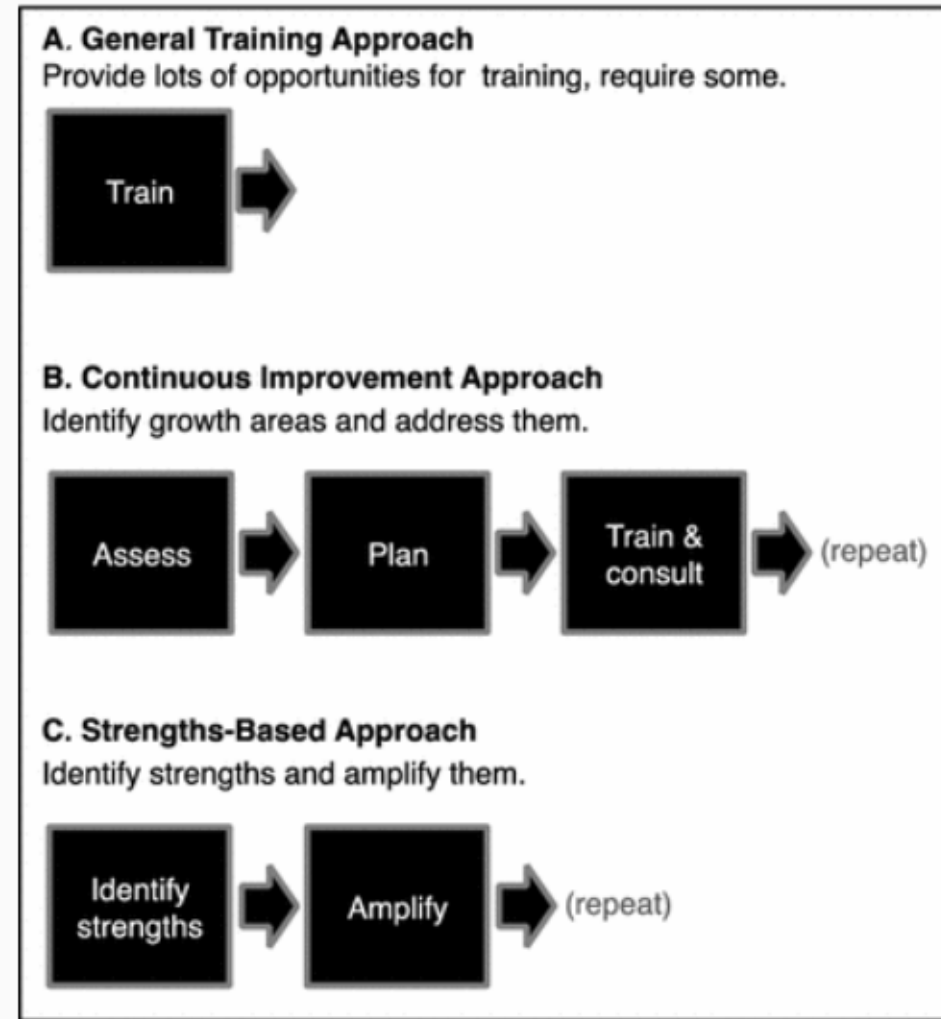 A. General Training Approach
Provide lots of opportunities for training, require some.
Train
B. Continuous Improvement Approach
Identify growth areas and address them.
Assess
Plan
Train &
consult
(repeat)
C. Strengths-Based Approach
Identify strengths and amplify them.
Identify
strengths
Amplify
(repeat)